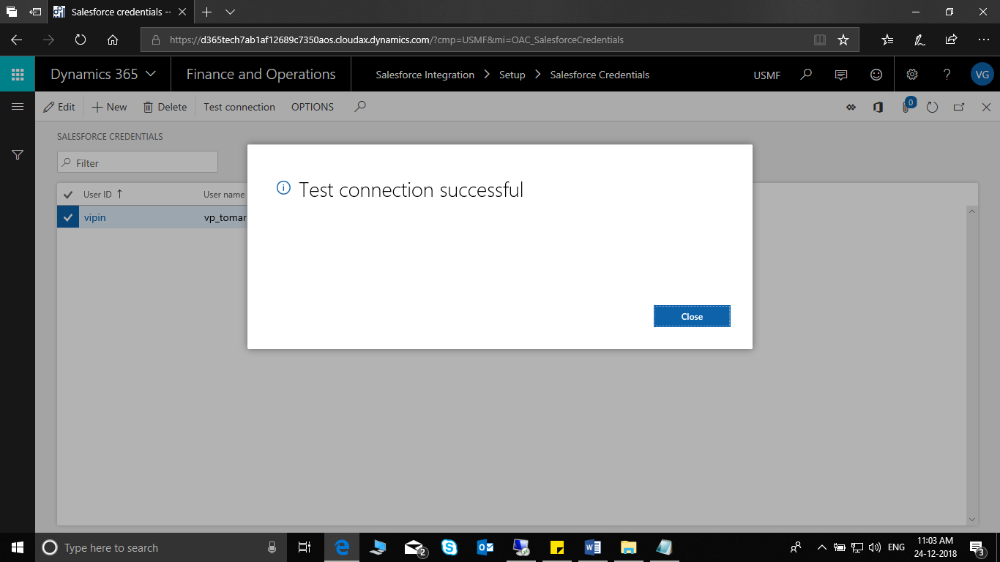 Salesforce credentials --
https://d365tech7ab1af12689c7350aos.cloudax.dynamics.com/?cmp=USMF&mi=OAC_SalesforceCredentials
Dynamics 365 Finance and Operations Salesforce Integration > Setup > Salesforce Credentials USMF ? VG
Edit New Delete Test connection OPTIONS 0
SALESFORCE CREDENTIALS
Filter
User ID ↑ User name
vipin vp_tomar
Test connection successful
Close
Type here to search 2 ENG 11:03 AM 3
24-12-2018